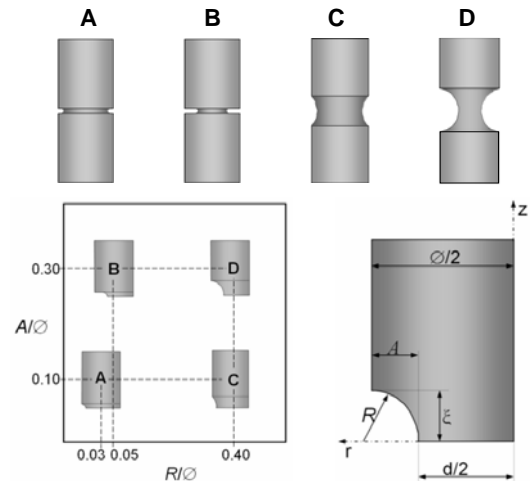 A B C D
0.30
B D
A/Ø
0.10
A C
0.03 0.05 0.40
R/Ø
z
Ø/2
A
R
ξ
r
d/2